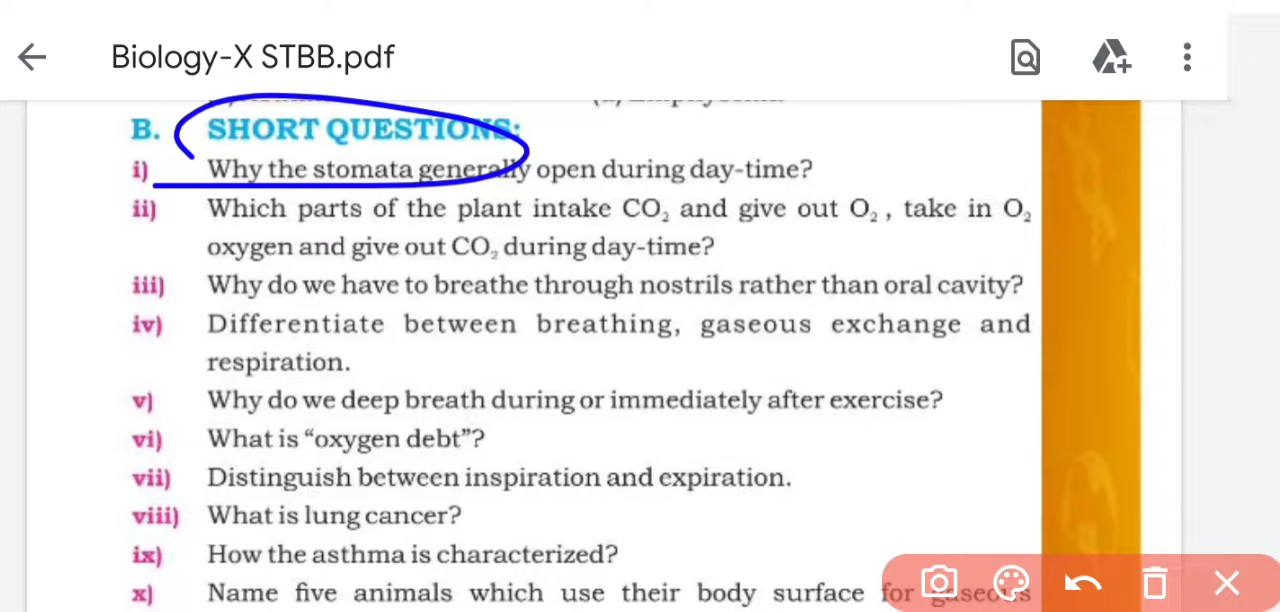 Biology-X STBB.pdf
B. SHORT QUESTIONS:
i) Why the stomata generally open during day-time?
ii) Which parts of the plant intake CO₂ and give out O₂ , take in O₂
oxygen and give out CO₂ during day-time?
iii) Why do we have to breathe through nostrils rather than oral cavity?
iv) Differentiate between breathing, gaseous exchange and
respiration.
v) Why do we deep breath during or immediately after exercise?
vi) What is “oxygen debt”?
vii) Distinguish between inspiration and expiration.
viii) What is lung cancer?
ix) How the asthma is characterized?
x) Name five animals which use their body surface for gaseous